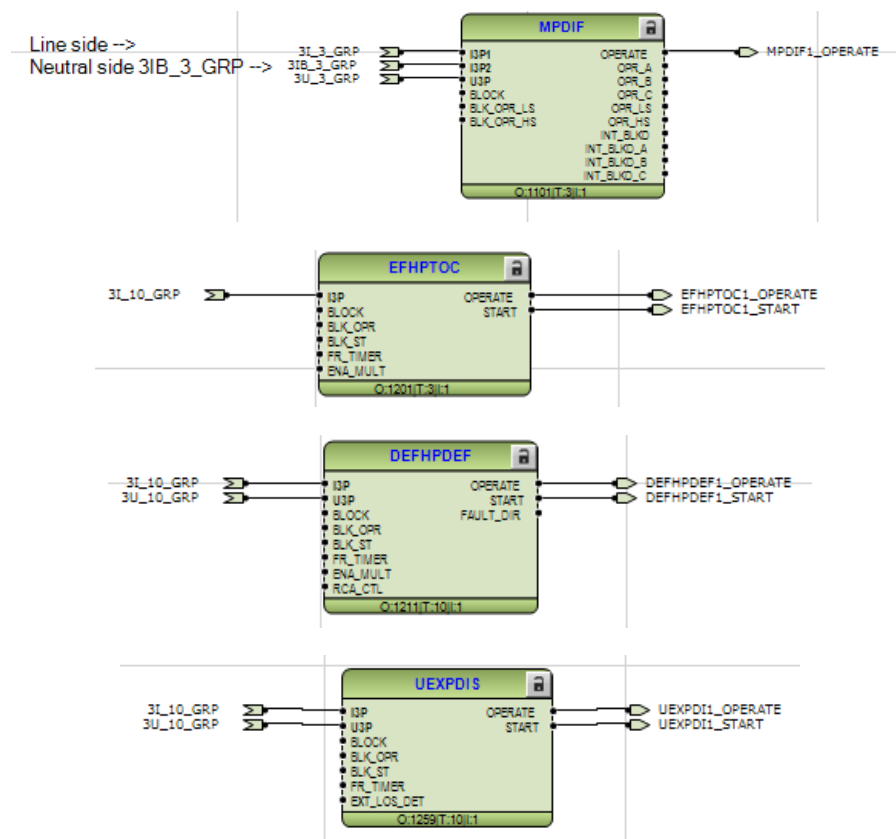 MPDIF
Line side -->
Neutral side 3IB_3_GRP -->
3I_3_GRP
3IB_3_GRP
3U_3_GRP
I3P1
I3P2
U3P
BLOCK
BLK_OPR_LS
BLK_OPR_HS
OPERATE
OPR_A
OPR_B
OPR_C
OPR_LS
OPR_HS
INT_BLKD
INT_BLKD_A
INT_BLKD_B
INT_BLKD_C
MPDIF1_OPERATE
O:1101|T:3|I:1
EFHPTOC
3I_10_GRP
I3P
BLOCK
BLK_OPR
BLK_ST
FR_TIMER
ENA_MULT
OPERATE
START
EFHPTOC1_OPERATE
EFHPTOC1_START
O:1201|T:3|I:1
DEFHPDEF
3I_10_GRP
3U_10_GRP
I3P
U3P
BLOCK
BLK_OPR
BLK_ST
FR_TIMER
ENA_MULT
RCA_CTL
OPERATE
START
FAULT_DIR
DEFHPDEF1_OPERATE
DEFHPDEF1_START
O:1211|T:10|I:1
UEXPDIS
3I_10_GRP
3U_10_GRP
I3P
U3P
BLOCK
BLK_OPR
BLK_ST
FR_TIMER
EXT_LOS_DET
OPERATE
START
UEXPDI1_OPERATE
UEXPDI1_START
O:1259|T:10|I:1